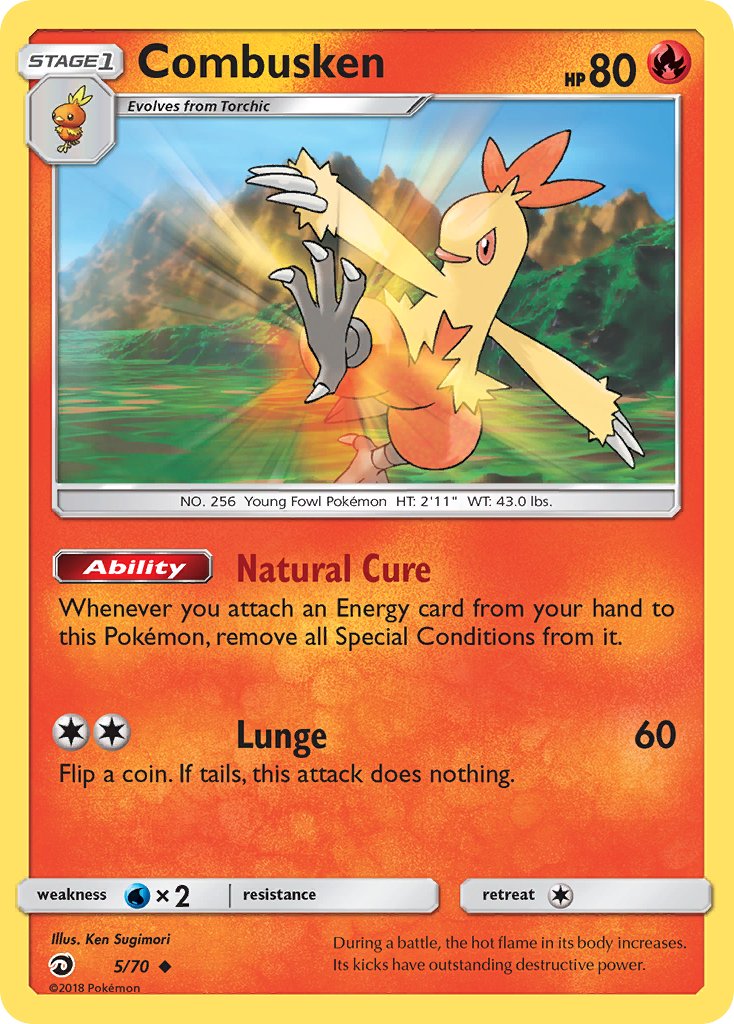 STAGE1
Combusken
HP 80
Evolves from Torchic
NO. 256 Young Fowl Pokémon HT: 2'11" WT: 43.0 lbs.
Ability Natural Cure
Whenever you attach an Energy card from your hand to
this Pokémon, remove all Special Conditions from it.
Lunge 60
Flip a coin. If tails, this attack does nothing.
weakness ×2 resistance retreat
Illus. Ken Sugimori
5/70
©2018 Pokémon
During a battle, the hot flame in its body increases.
Its kicks have outstanding destructive power.